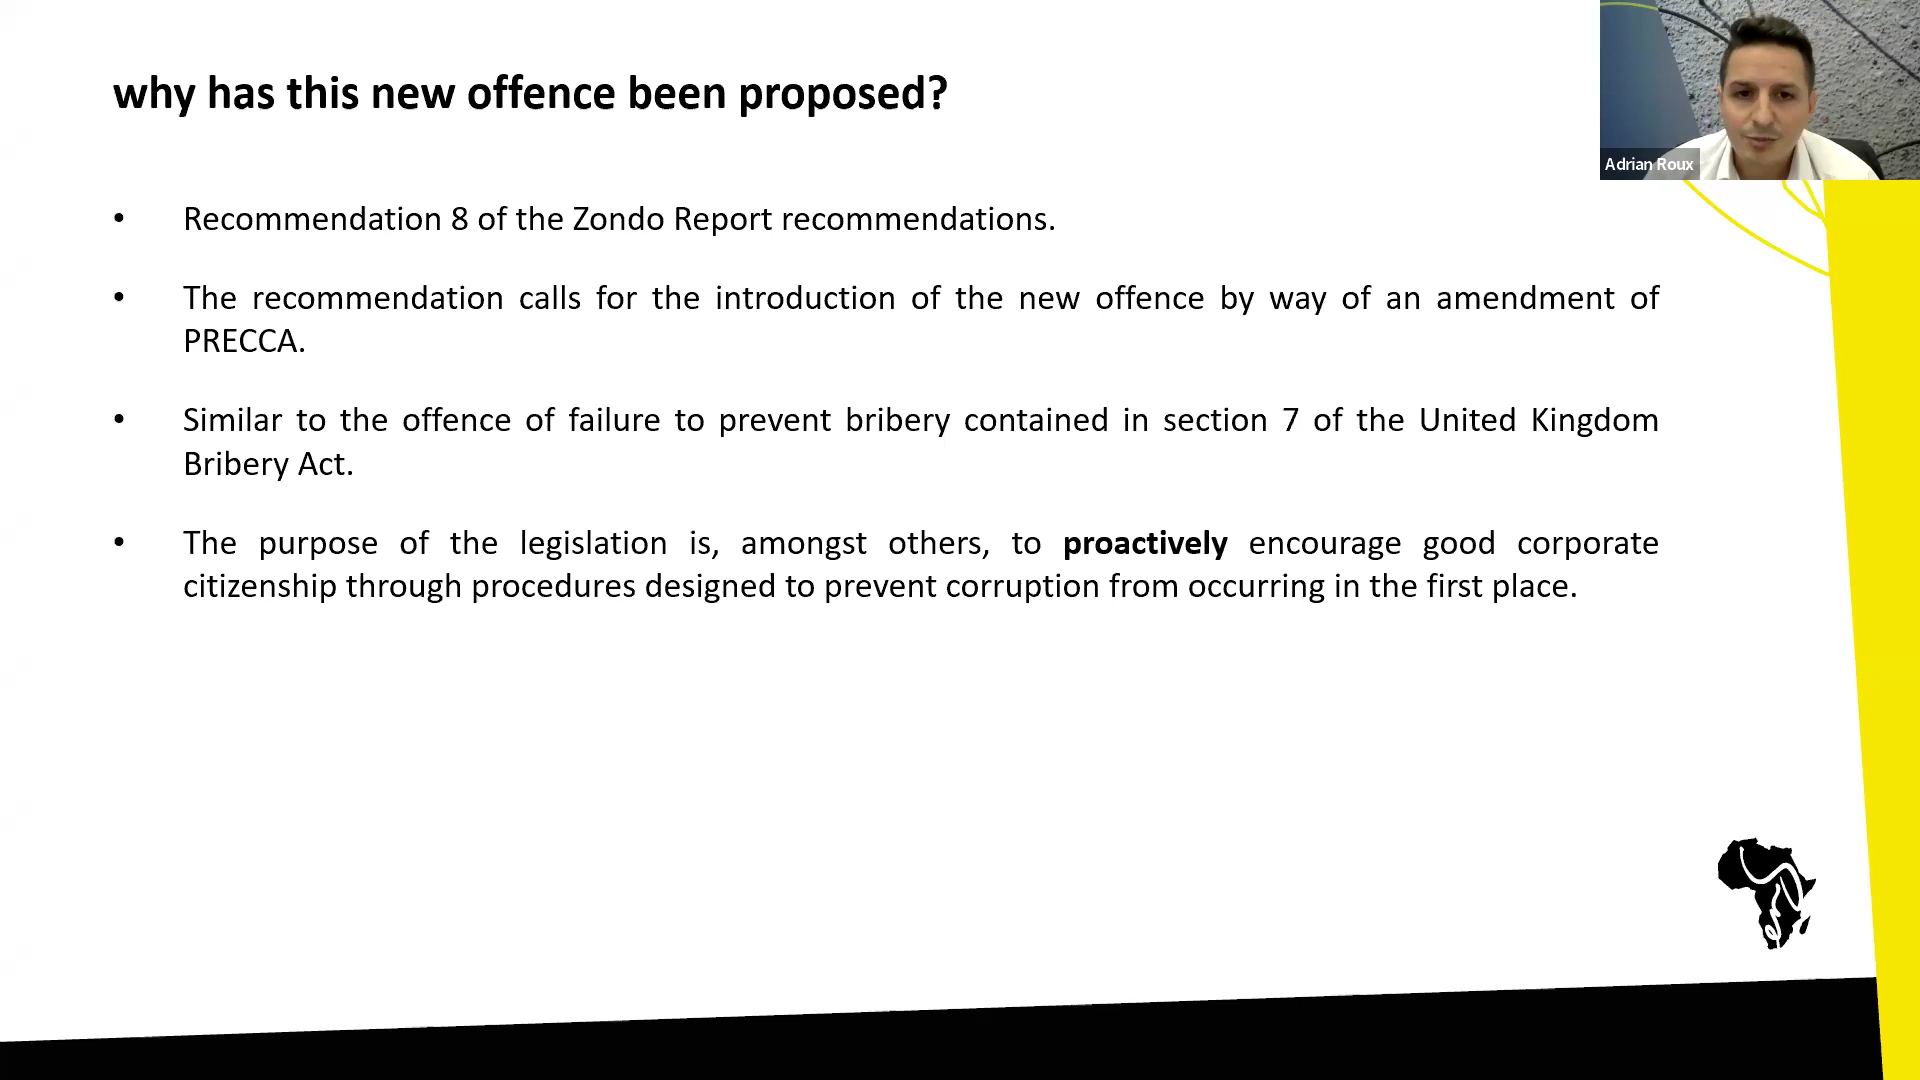 why has this new offence been proposed?
Adrian Roux
• Recommendation 8 of the Zondo Report recommendations.
• The recommendation calls for the introduction of the new offence by way of an amendment of
PRECCA.
• Similar to the offence of failure to prevent bribery contained in section 7 of the United Kingdom
Bribery Act.
• The purpose of the legislation is, amongst others, to proactively encourage good corporate
citizenship through procedures designed to prevent corruption from occurring in the first place.